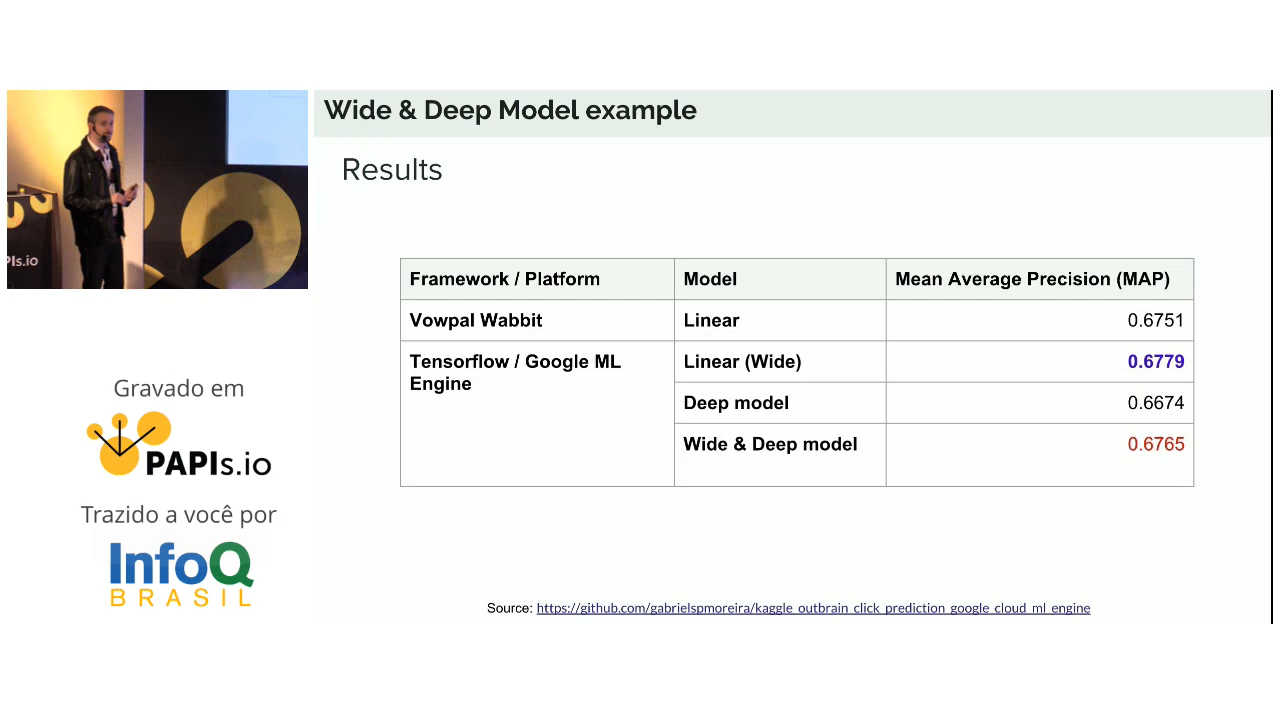 Wide & Deep Model example
Results
Framework / Platform
Model
Mean Average Precision (MAP)
Vowpal Wabbit
Linear
0.6751
Tensorflow / Google ML
Engine
Linear (Wide)
0.6779
Deep model
0.6674
Wide & Deep model
0.6765
Source: https://github.com/gabrielspmoreira/kaggle_outbrain_click_prediction_google_cloud_ml_engine
PIs.io
Gravado em
PAPIs.io
Trazido a você por
InfoQ
BRASIL